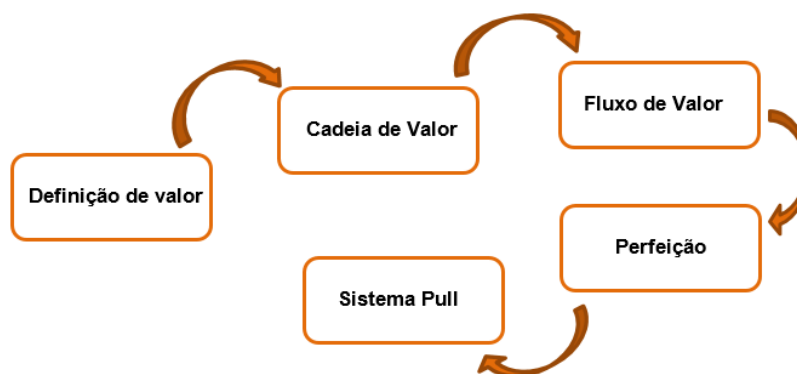 Definição de valor
Cadeia de Valor
Fluxo de Valor
Perfeição
Sistema Pull